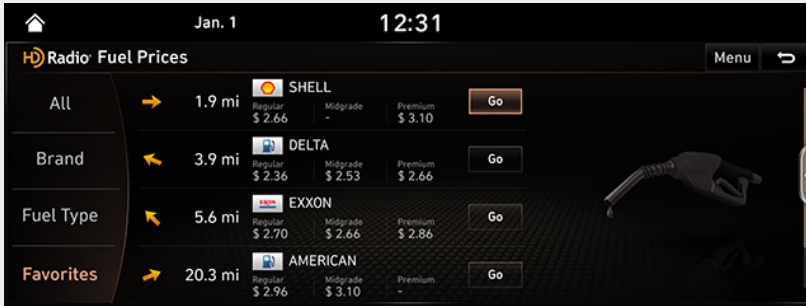 Jan. 1 12:31
HD Radio Fuel Prices Menu
All
Brand
Fuel Type
Favorites
1.9 mi SHELL Go
Regular Midgrade Premium
$ 2.66 - $ 3.10
3.9 mi DELTA Go
Regular Midgrade Premium
$ 2.36 $ 2.53 $ 2.66
5.6 mi EXXON EXXON Go
Regular Midgrade Premium
$ 2.70 $ 2.66 $ 2.86
20.3 mi AMERICAN Go
Regular Midgrade Premium
$ 2.96 $ 3.10 -